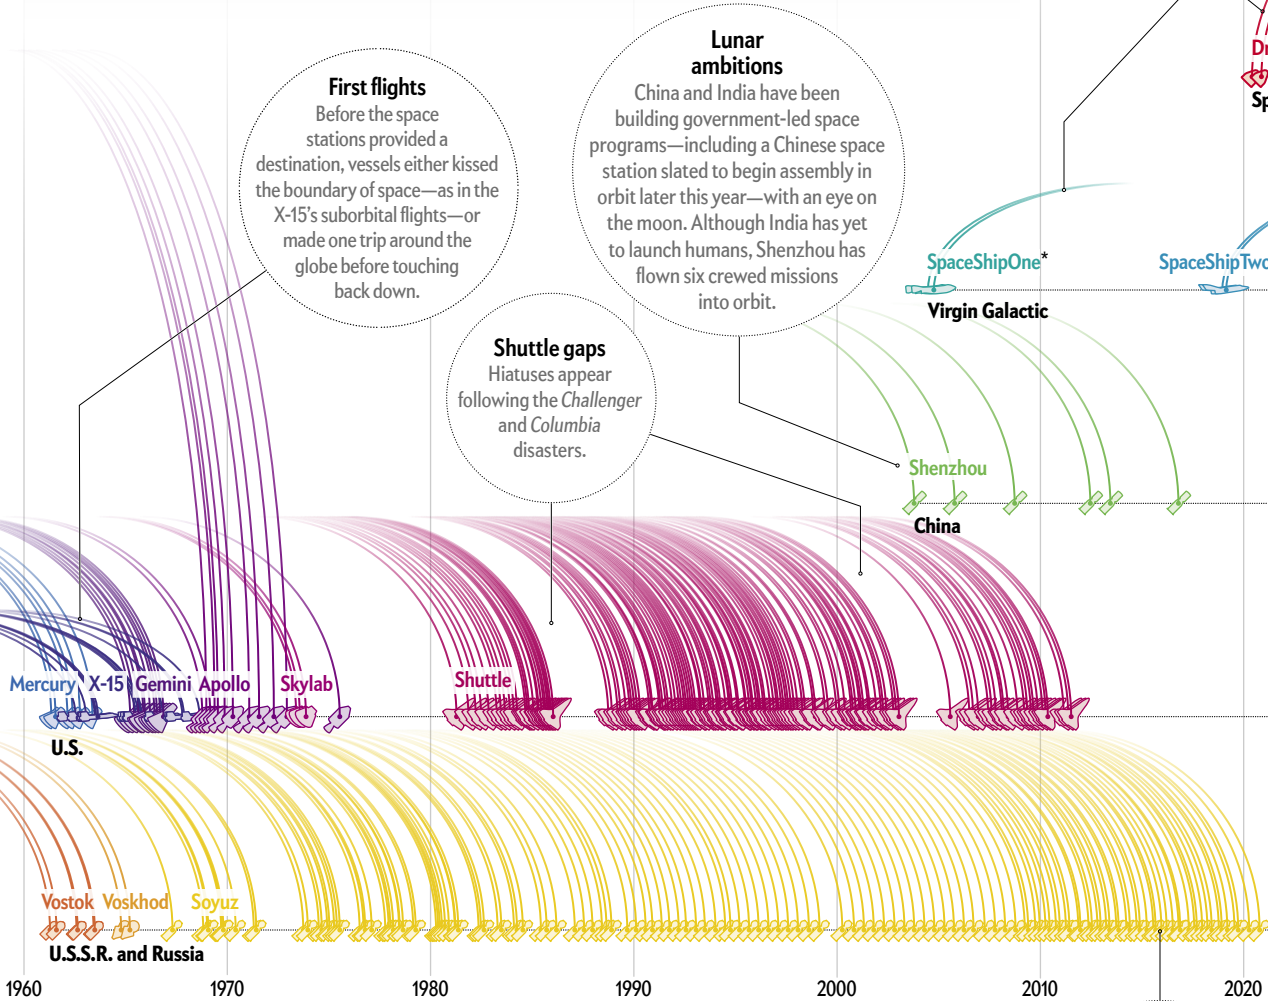 First flights
Before the space
stations provided a
destination, vessels either kissed
the boundary of space—as in the
X-15's suborbital flights—or
made one trip around the
globe before touching
back down.
Lunar
ambitions
China and India have been
building government-led space
programs—including a Chinese space
station slated to begin assembly in
orbit later this year—with an eye on
the moon. Although India has yet
to launch humans, Shenzhou has
flown six crewed missions
into orbit.
Shuttle gaps
Hiatuses appear
following the Challenger
and Columbia
disasters.
SpaceShipOne*
Virgin Galactic
SpaceShipTwo
Shenzhou
China
Mercury
X-15
Gemini
Apollo
Skylab
Shuttle
U.S.
Vostok
Voskhod
Soyuz
U.S.S.R. and Russia
1960
1970
1980
1990
2000
2010
2020